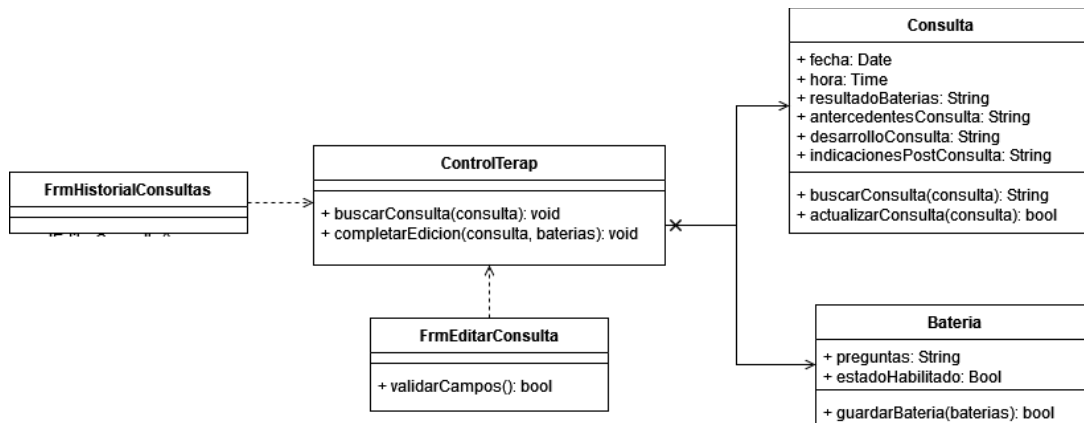 Consulta
+ fecha: Date
+ hora: Time
+ resultadoBaterias: String
+ antercedentesConsulta: String
+ desarrolloConsulta: String
+ indicacionesPostConsulta: String
+ buscarConsulta(consulta): String
+ actualizarConsulta(consulta): bool
ControlTerap
+ buscarConsulta(consulta): void
+ completarEdicion(consulta, baterias): void
FrmHistorialConsultas
FrmEditarConsulta
+ validarCampos(): bool
Bateria
+ preguntas: String
+ estadoHabilitado: Bool
+ guardarBateria(baterias): bool